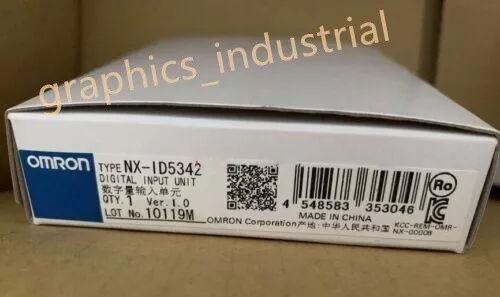 graphics_industrial
OMRON
TYPE NX-ID5342
DIGITAL INPUT UNIT
数字量输入单元
QTY. 1 Ver.1.0
LOT No. 10119M
4 548583 353046
MADE IN CHINA
OMRON Corporation 产地:中华人民共和国
Ro
KCC-REM-OMR-
NX-00008